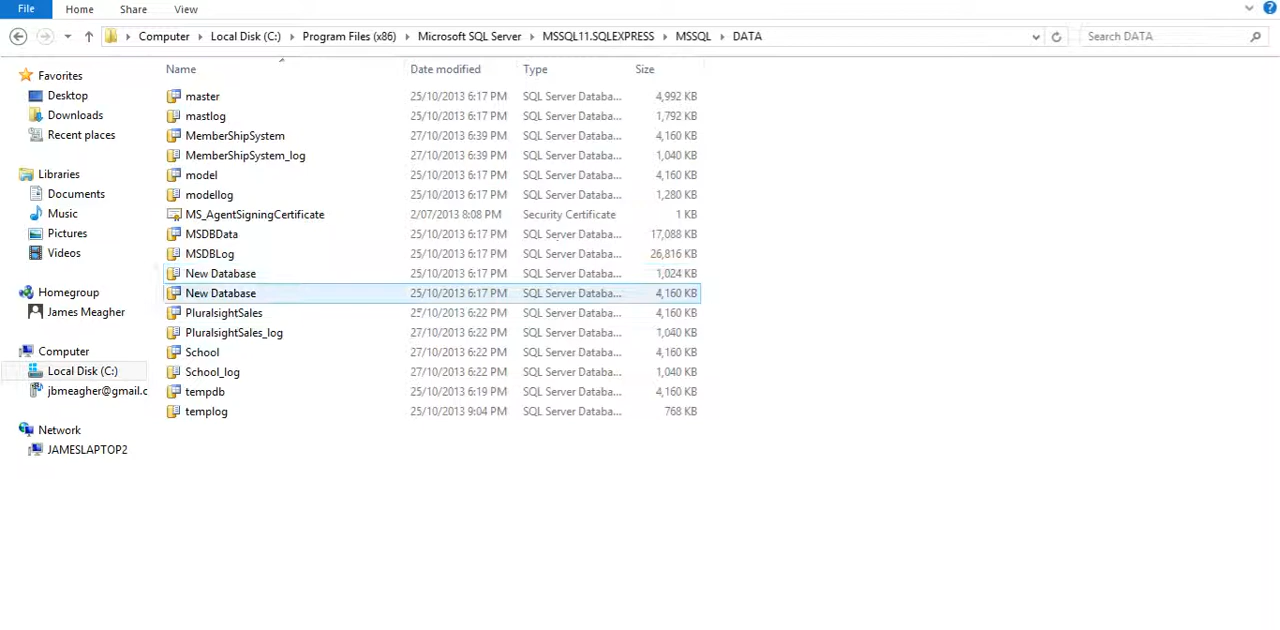 File Home Share View
Computer Local Disk (C:) Program Files (x86) Microsoft SQL Server MSSQL11.SQLEXPRESS MSSQL DATA Search DATA
Name Date modified Type Size
Favorites
Desktop
Downloads
Recent places
Libraries
Documents
Music
Pictures
Videos
Homegroup
James Meagher
Computer
Local Disk (C:)
jbmeagher@gmail.c
Network
JAMESLAPTOP2
master 25/10/2013 6:17 PM SQL Server Databa... 4,992 KB
mastlog 25/10/2013 6:17 PM SQL Server Databa... 1,792 KB
MemberShipSystem 27/10/2013 6:39 PM SQL Server Databa... 4,160 KB
MemberShipSystem_log 27/10/2013 6:39 PM SQL Server Databa... 1,040 KB
model 25/10/2013 6:17 PM SQL Server Databa... 4,160 KB
modellog 25/10/2013 6:17 PM SQL Server Databa... 1,280 KB
MS_AgentSigningCertificate 2/07/2013 8:08 PM Security Certificate 1 KB
MSDBData 25/10/2013 6:17 PM SQL Server Databa... 17,088 KB
MSDBLog 25/10/2013 6:17 PM SQL Server Databa... 26,816 KB
New Database 25/10/2013 6:17 PM SQL Server Databa... 1,024 KB
New Database 25/10/2013 6:17 PM SQL Server Databa... 4,160 KB
PluralsightSales 27/10/2013 6:22 PM SQL Server Databa... 4,160 KB
PluralsightSales_log 27/10/2013 6:22 PM SQL Server Databa... 1,040 KB
School 27/10/2013 6:22 PM SQL Server Databa... 4,160 KB
School_log 27/10/2013 6:22 PM SQL Server Databa... 1,040 KB
tempdb 25/10/2013 6:19 PM SQL Server Databa... 4,160 KB
templog 25/10/2013 9:04 PM SQL Server Databa... 768 KB